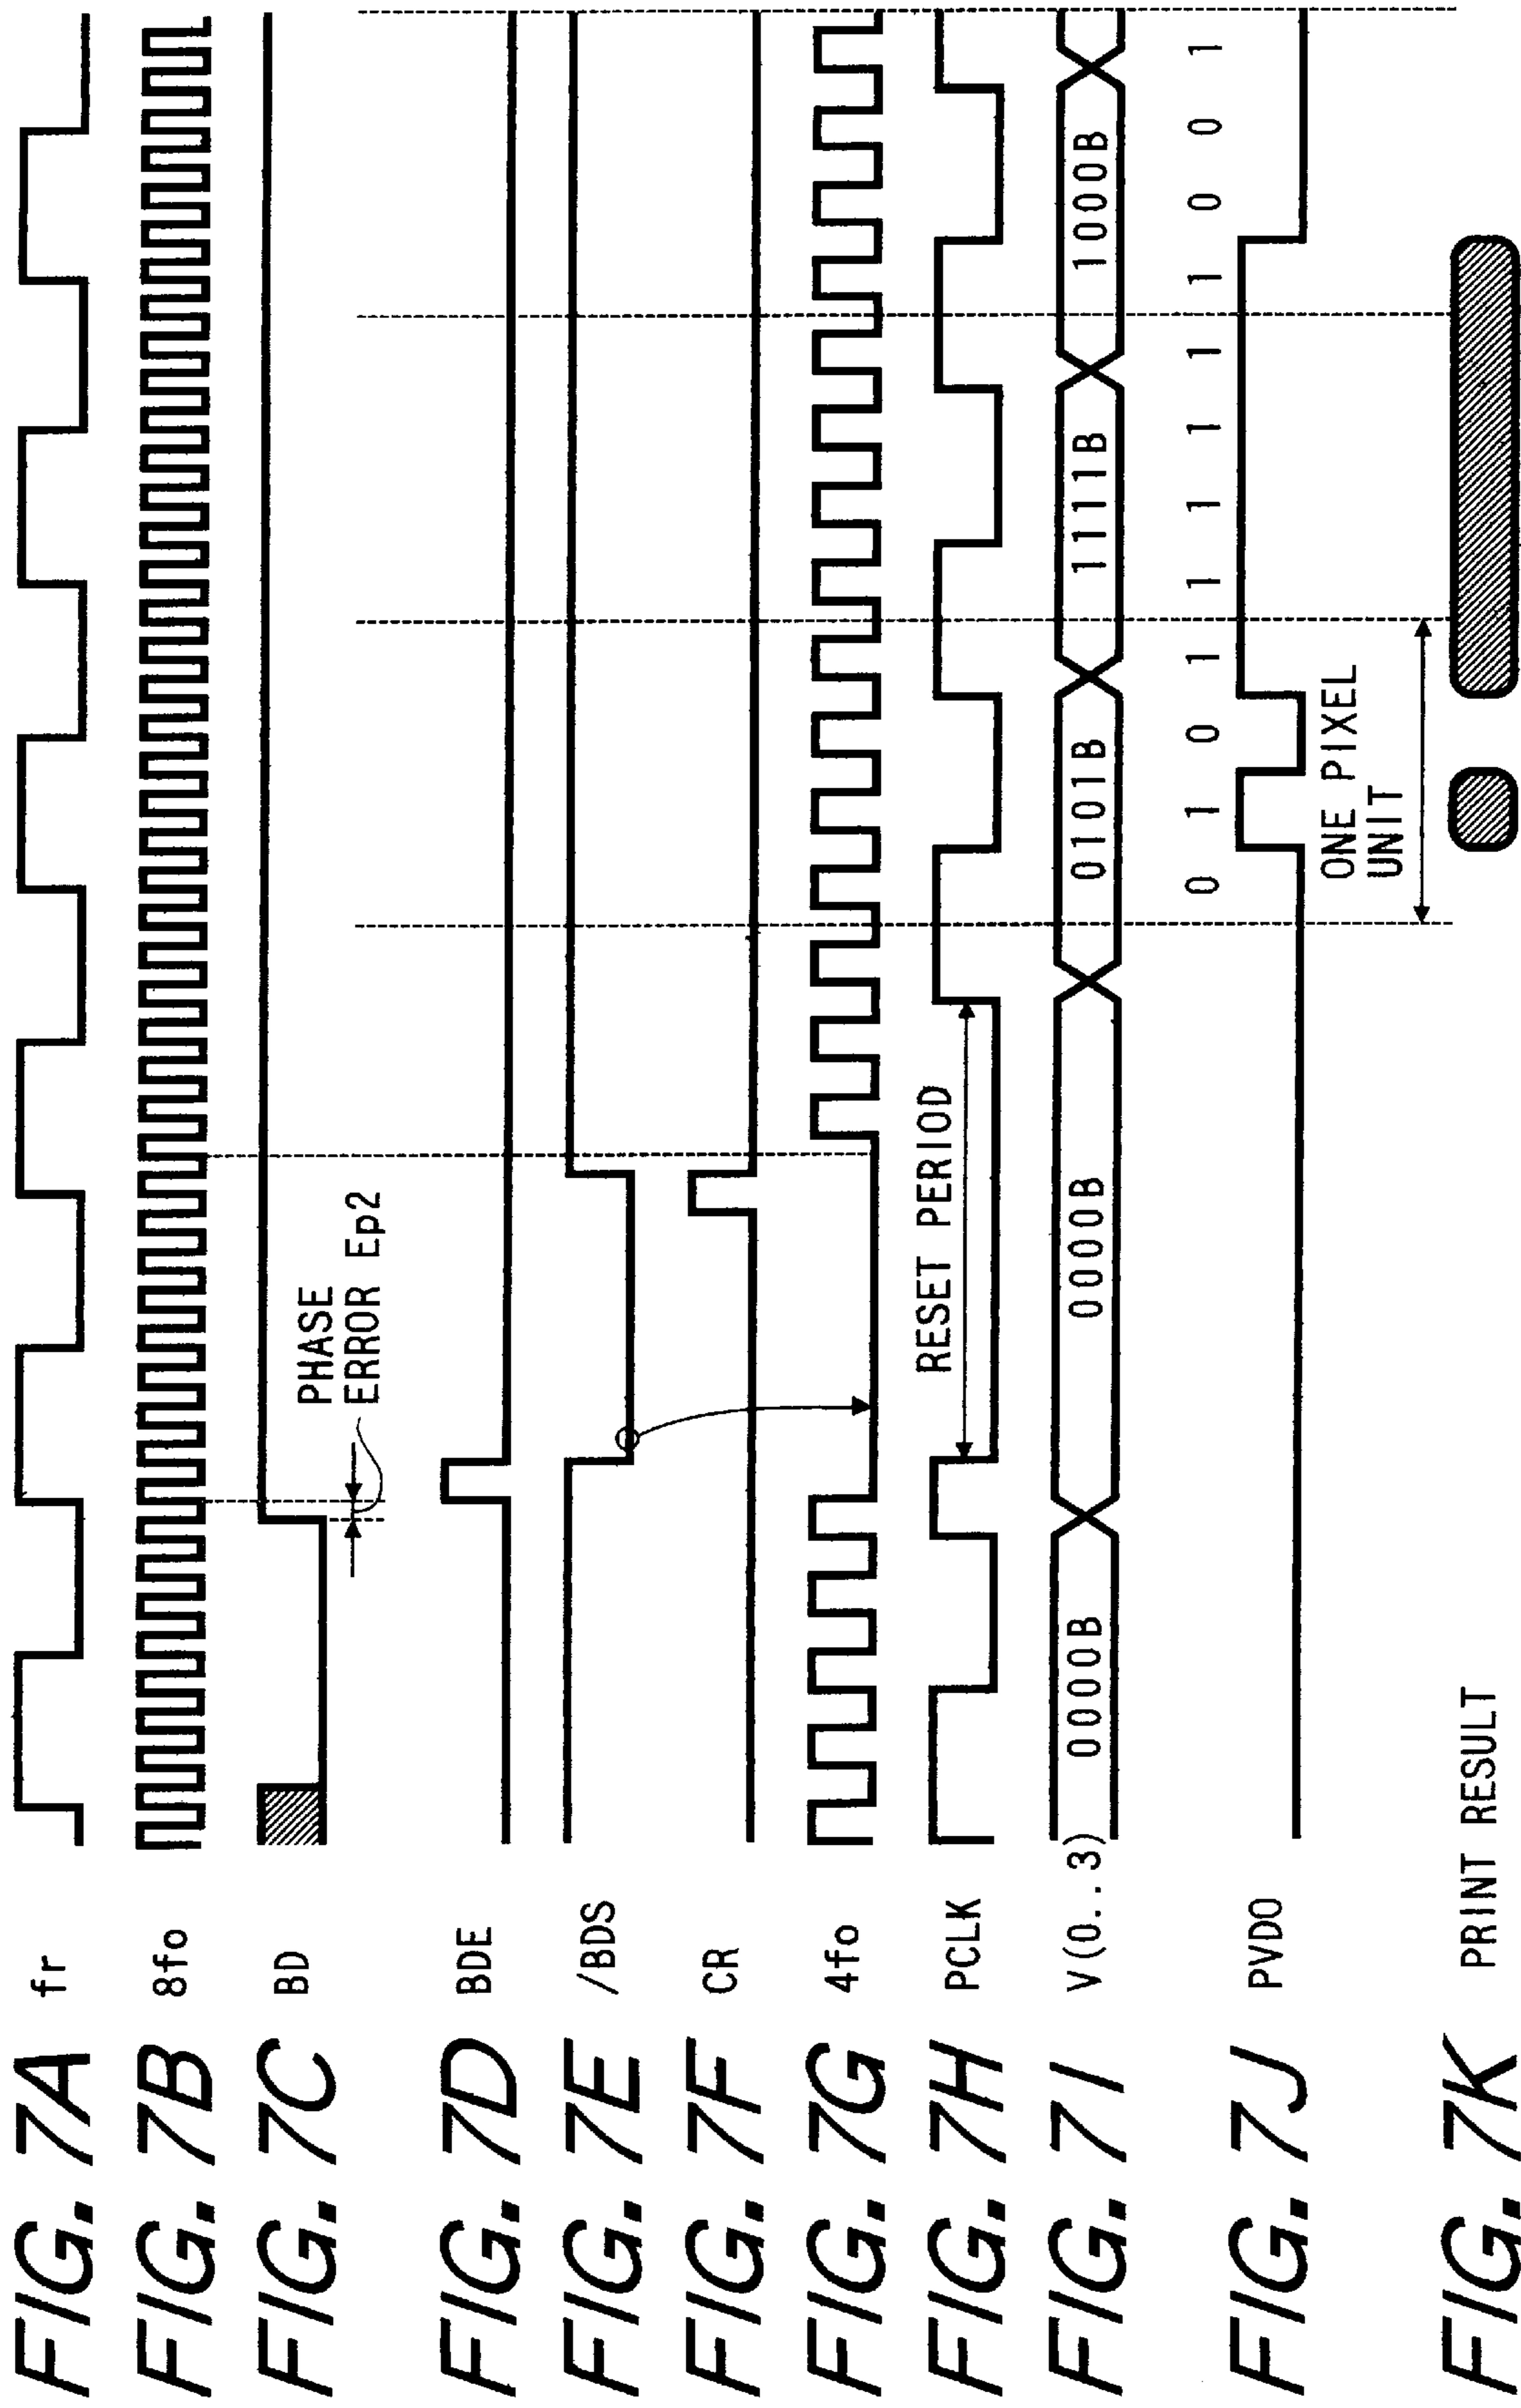 FIG. 7A fr
FIG. 7B 8fo
FIG. 7C BD
PHASE
ERROR Ep2
FIG. 7D BDE
FIG. 7E /BDS
FIG. 7F CR
FIG. 7G 4fo
FIG. 7H PCLK
RESET PERIOD
FIG. 7I V(0..3) 0000B 0000B 0101B 1111B 1000B
0 1 0 1 1 1 1 1 1 0 0 0 1
FIG. 7J PVDO
ONE PIXEL
UNIT
FIG. 7K PRINT RESULT